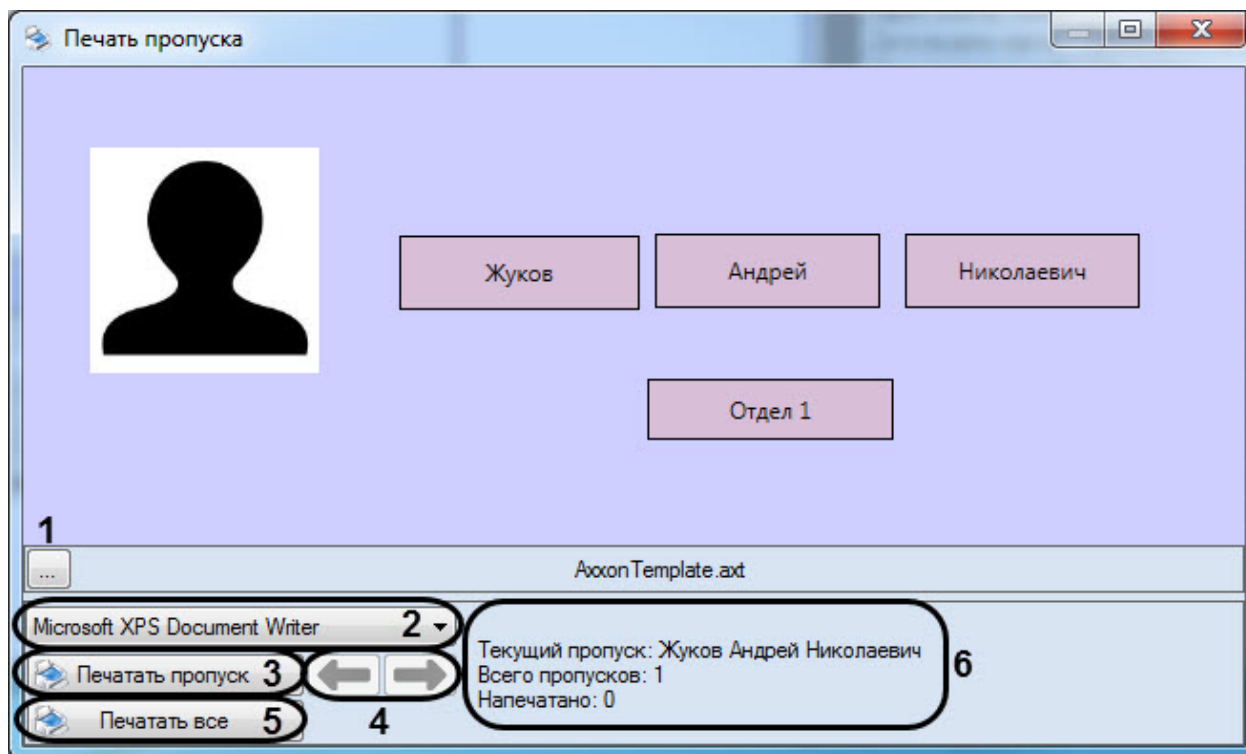 Печать пропуска
Жуков Андрей Николаевич
Отдел 1
1
...
AxxonTemplate.axt
Microsoft XPS Document Writer 2
Печатать пропуск 3
Печатать все 5
4
Текущий пропуск: Жуков Андрей Николаевич
Всего пропусков: 1
Напечатано: 0
6